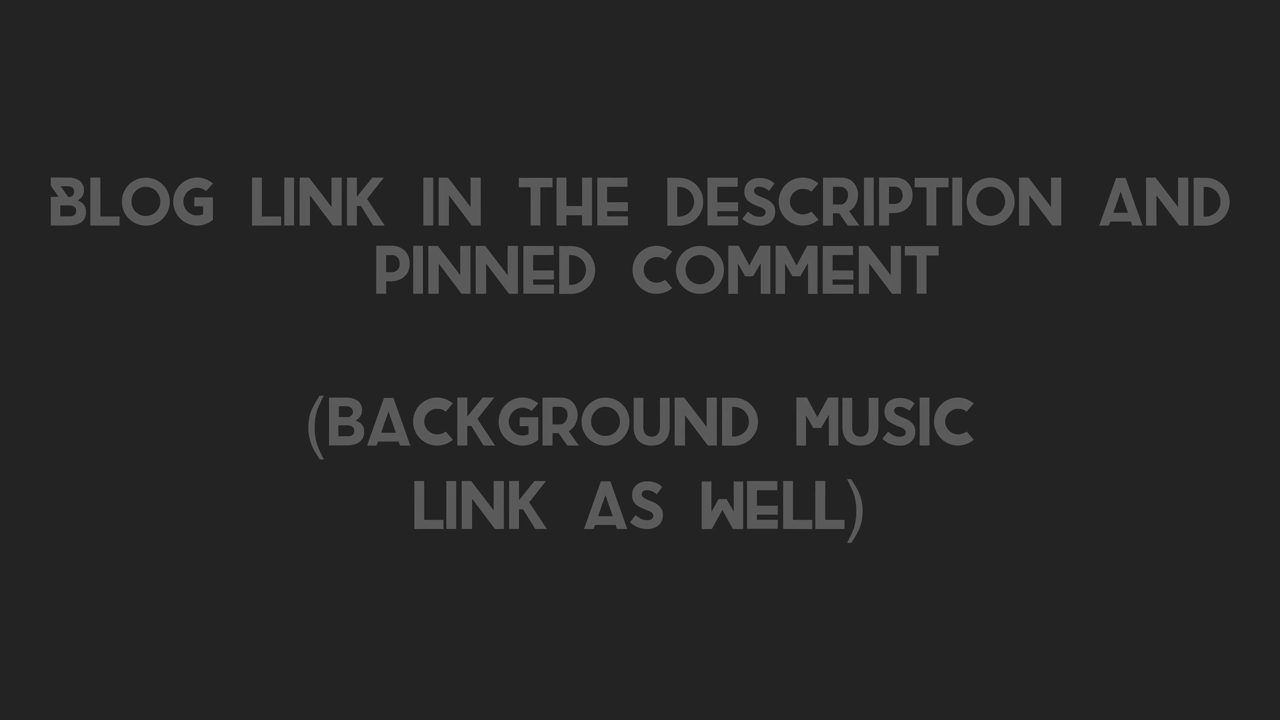 BLOG LINK IN THE DESCRIPTION AND
PINNED COMMENT
(BACKGROUND MUSIC
LINK AS WELL)